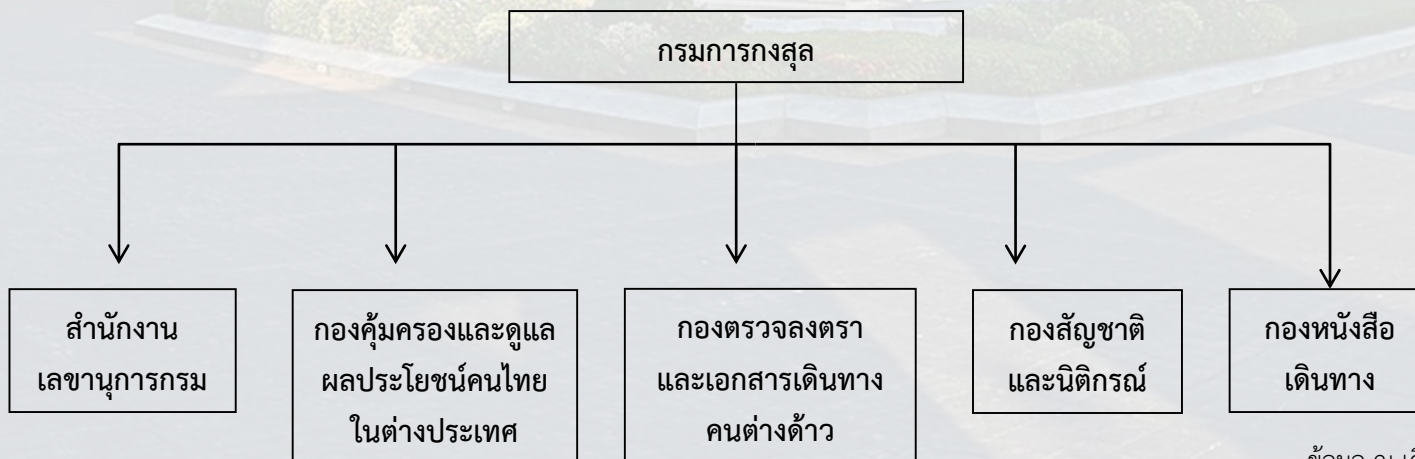 กรมการกงสุล
สำนักงาน
เลขานุการกรม
กองคุ้มครองและดูแล
ผลประโยชน์คนไทย
ในต่างประเทศ
กองตรวจลงตรา
และเอกสารเดินทาง
คนต่างด้าว
กองสัญชาติ
และนิติกรณ์
กองหนังสือ
เดินทาง